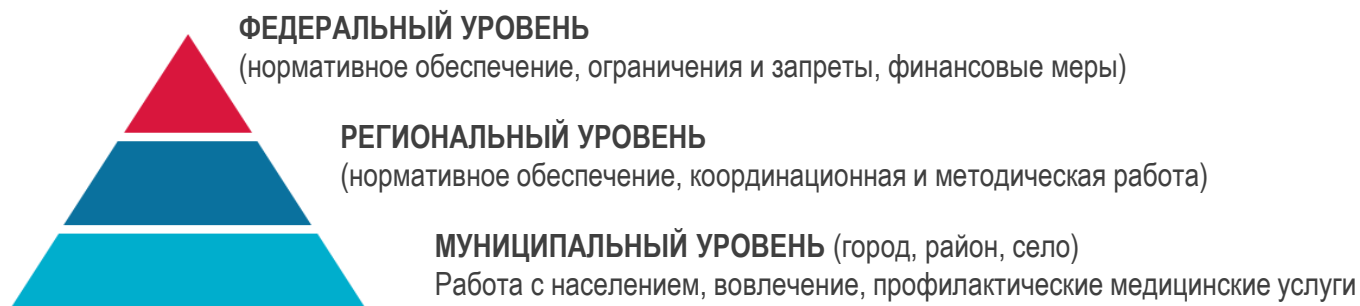 ФЕДЕРАЛЬНЫЙ УРОВЕНЬ
(нормативное обеспечение, ограничения и запреты, финансовые меры)
РЕГИОНАЛЬНЫЙ УРОВЕНЬ
(нормативное обеспечение, координационная и методическая работа)
МУНИЦИПАЛЬНЫЙ УРОВЕНЬ (город, район, село)
Работа с населением, вовлечение, профилактические медицинские услуги